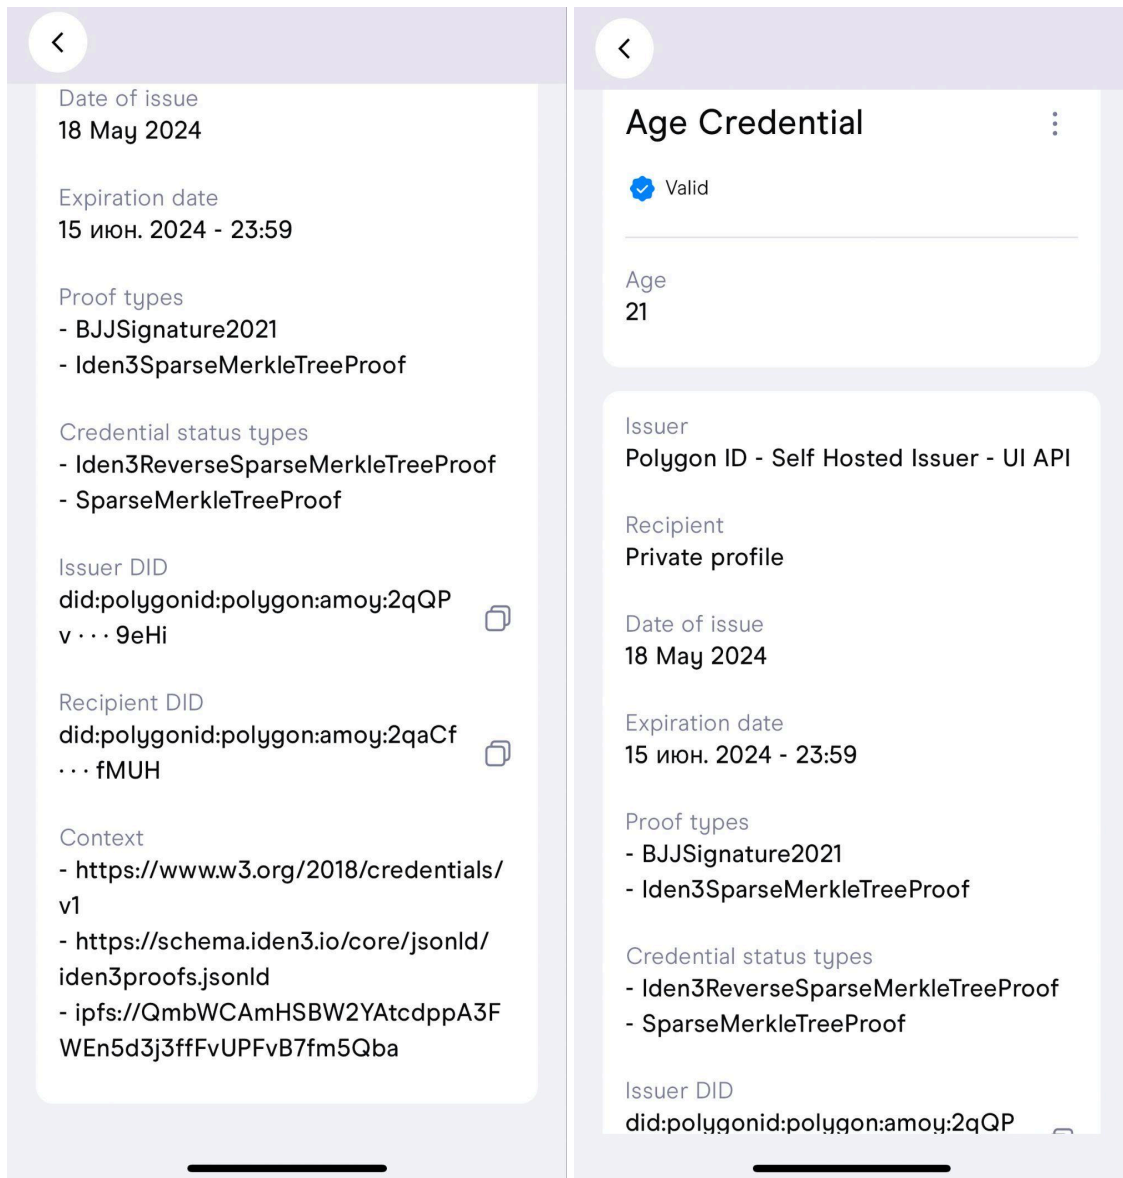 Date of issue
18 May 2024
Expiration date
15 июн. 2024 - 23:59
Proof types
- BJJSignature2021
- Iden3SparseMerkleTreeProof
Credential status types
- Iden3ReverseSparseMerkleTreeProof
- SparseMerkleTreeProof
Issuer DID
did:polygonid:polygon:amoy:2qQP
v · · · 9eHi
Recipient DID
did:polygonid:polygon:amoy:2qaCf
· · · fMUH
Context
- https://www.w3.org/2018/credentials/
v1
- https://schema.iden3.io/core/jsonld/
iden3proofs.jsonld
- ipfs://QmbWCAmHSBW2YAtcdppA3F
WEn5d3j3ffFvUPFvB7fm5Qba
Age Credential
Valid
Age
21
Issuer
Polygon ID - Self Hosted Issuer - UI API
Recipient
Private profile
Date of issue
18 May 2024
Expiration date
15 июн. 2024 - 23:59
Proof types
- BJJSignature2021
- Iden3SparseMerkleTreeProof
Credential status types
- Iden3ReverseSparseMerkleTreeProof
- SparseMerkleTreeProof
Issuer DID
did:polygonid:polygon:amoy:2qQP